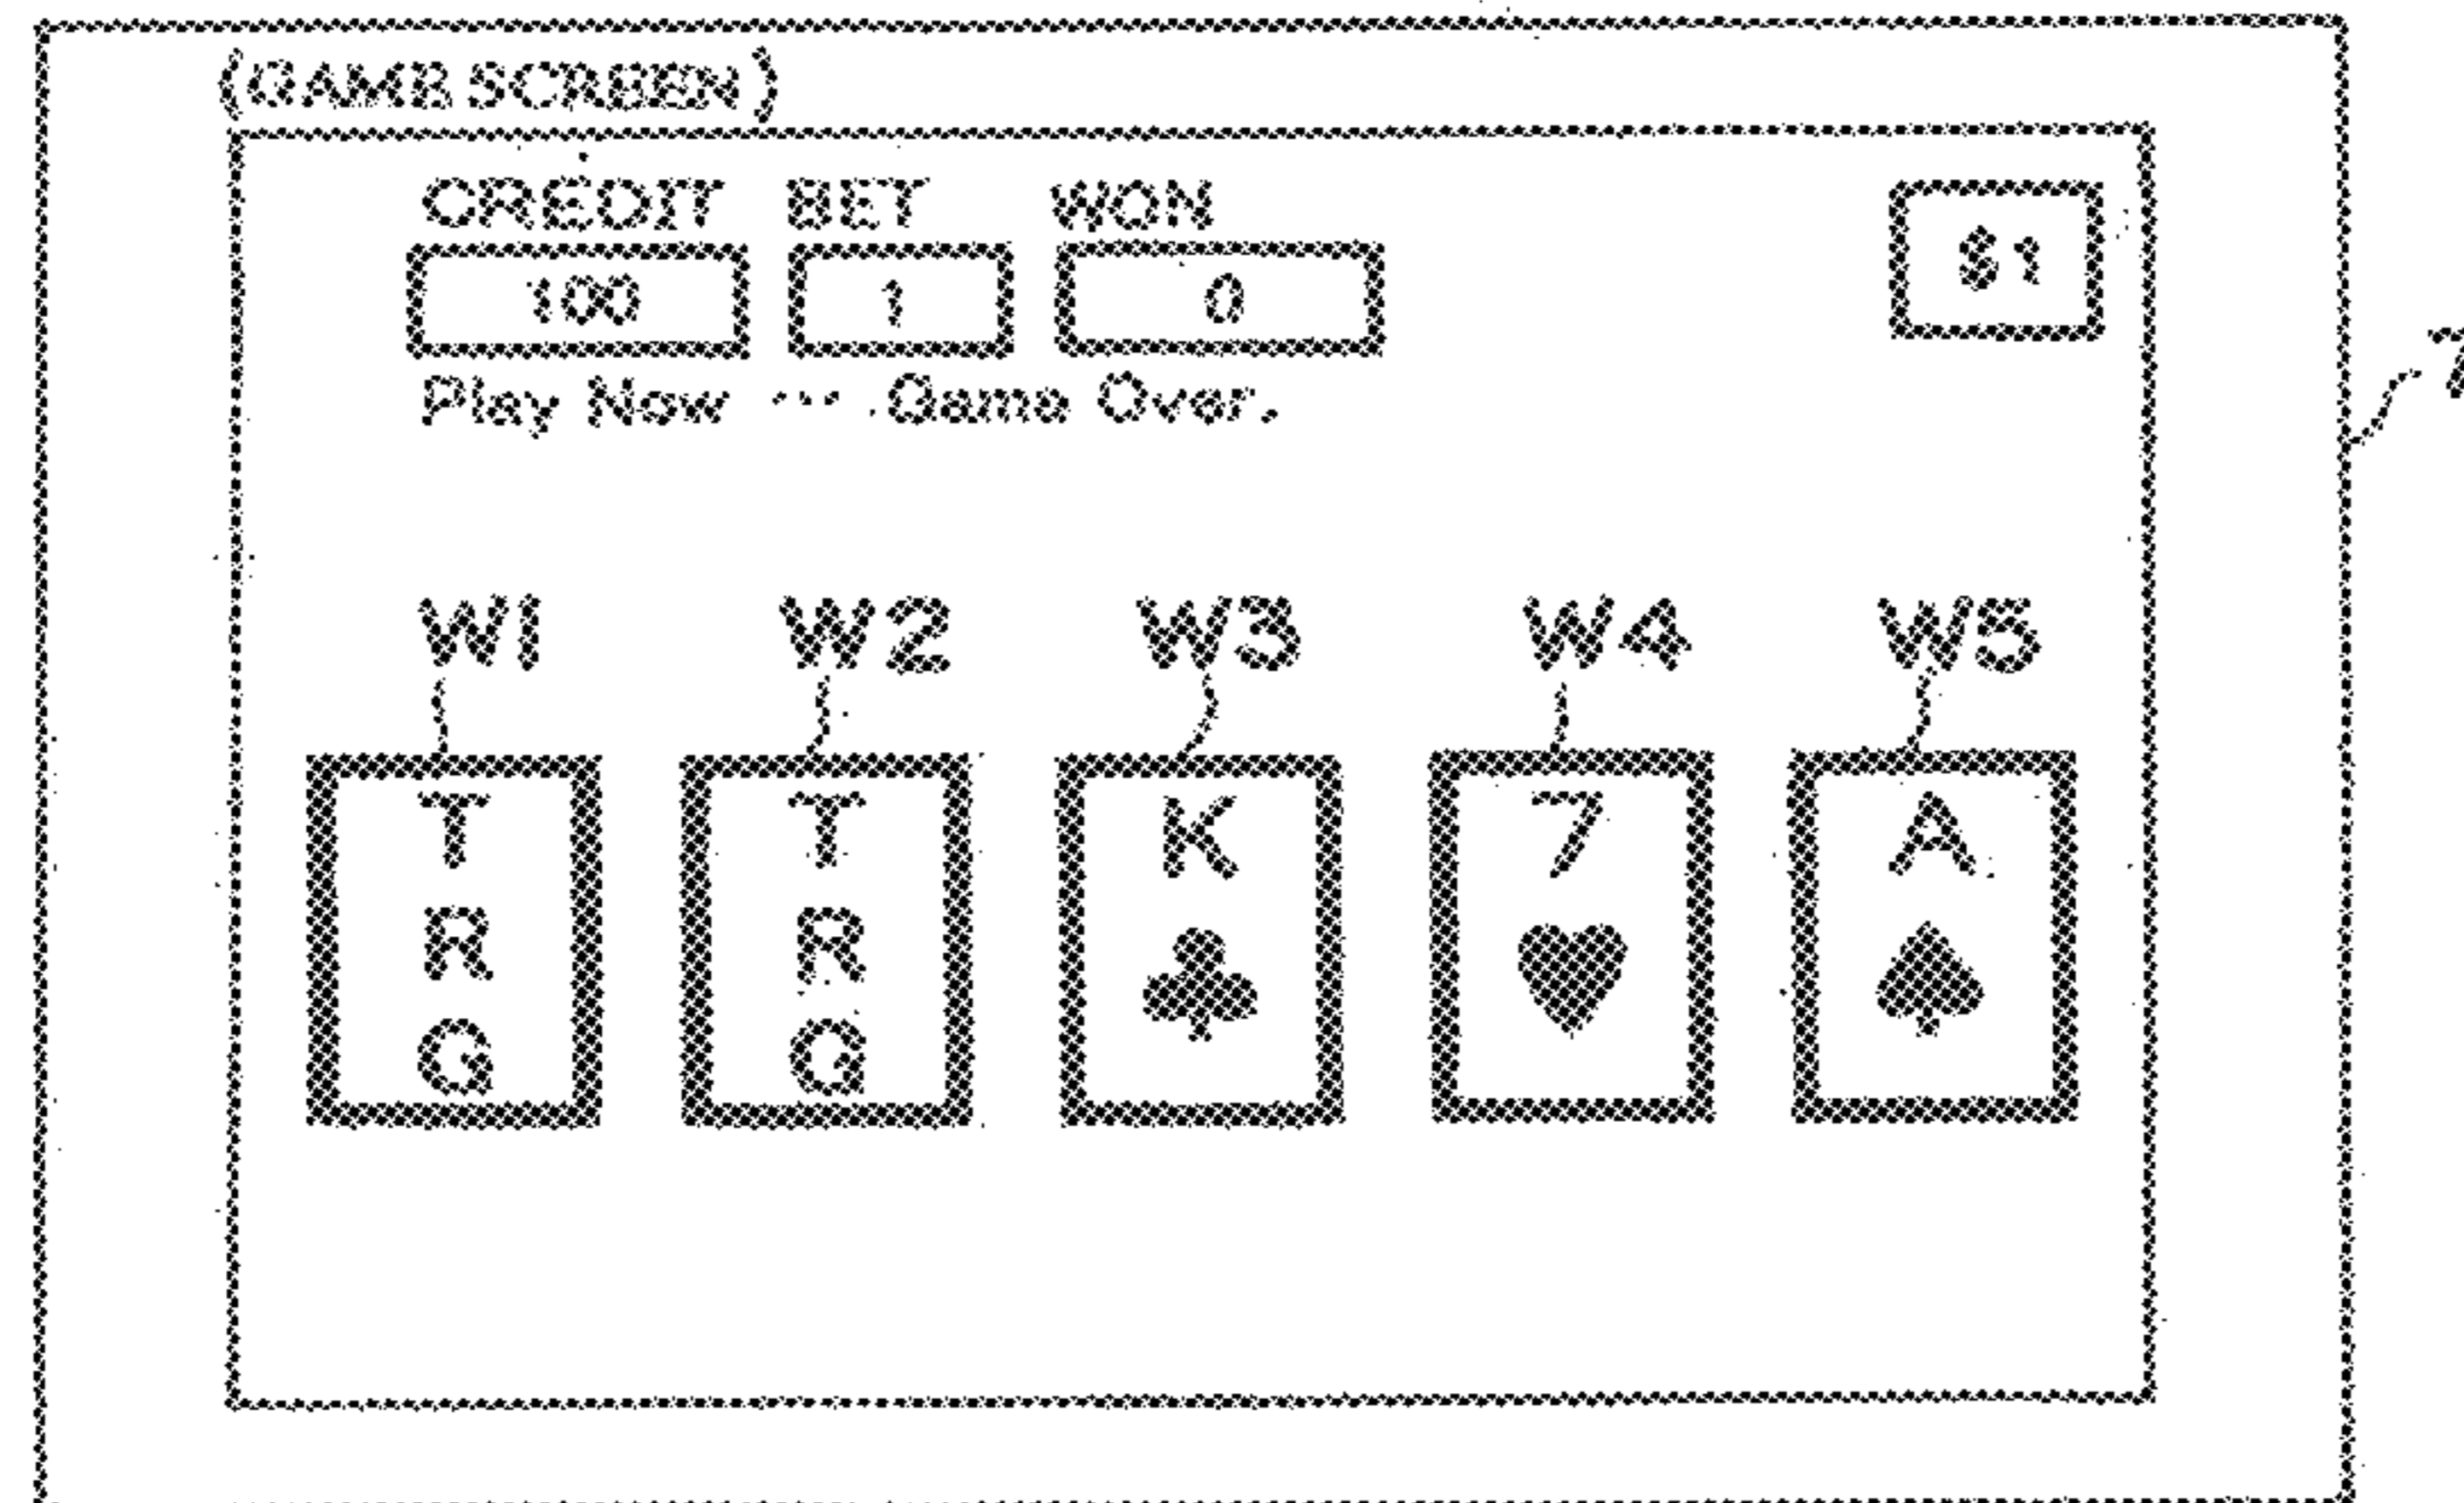 (GAME SCREEN)
CREDIT BET WON
100 1 0 $1
Play Now ... Game Over.
W1 W2 W3 W4 W5
T T K 7 A
R R
G G